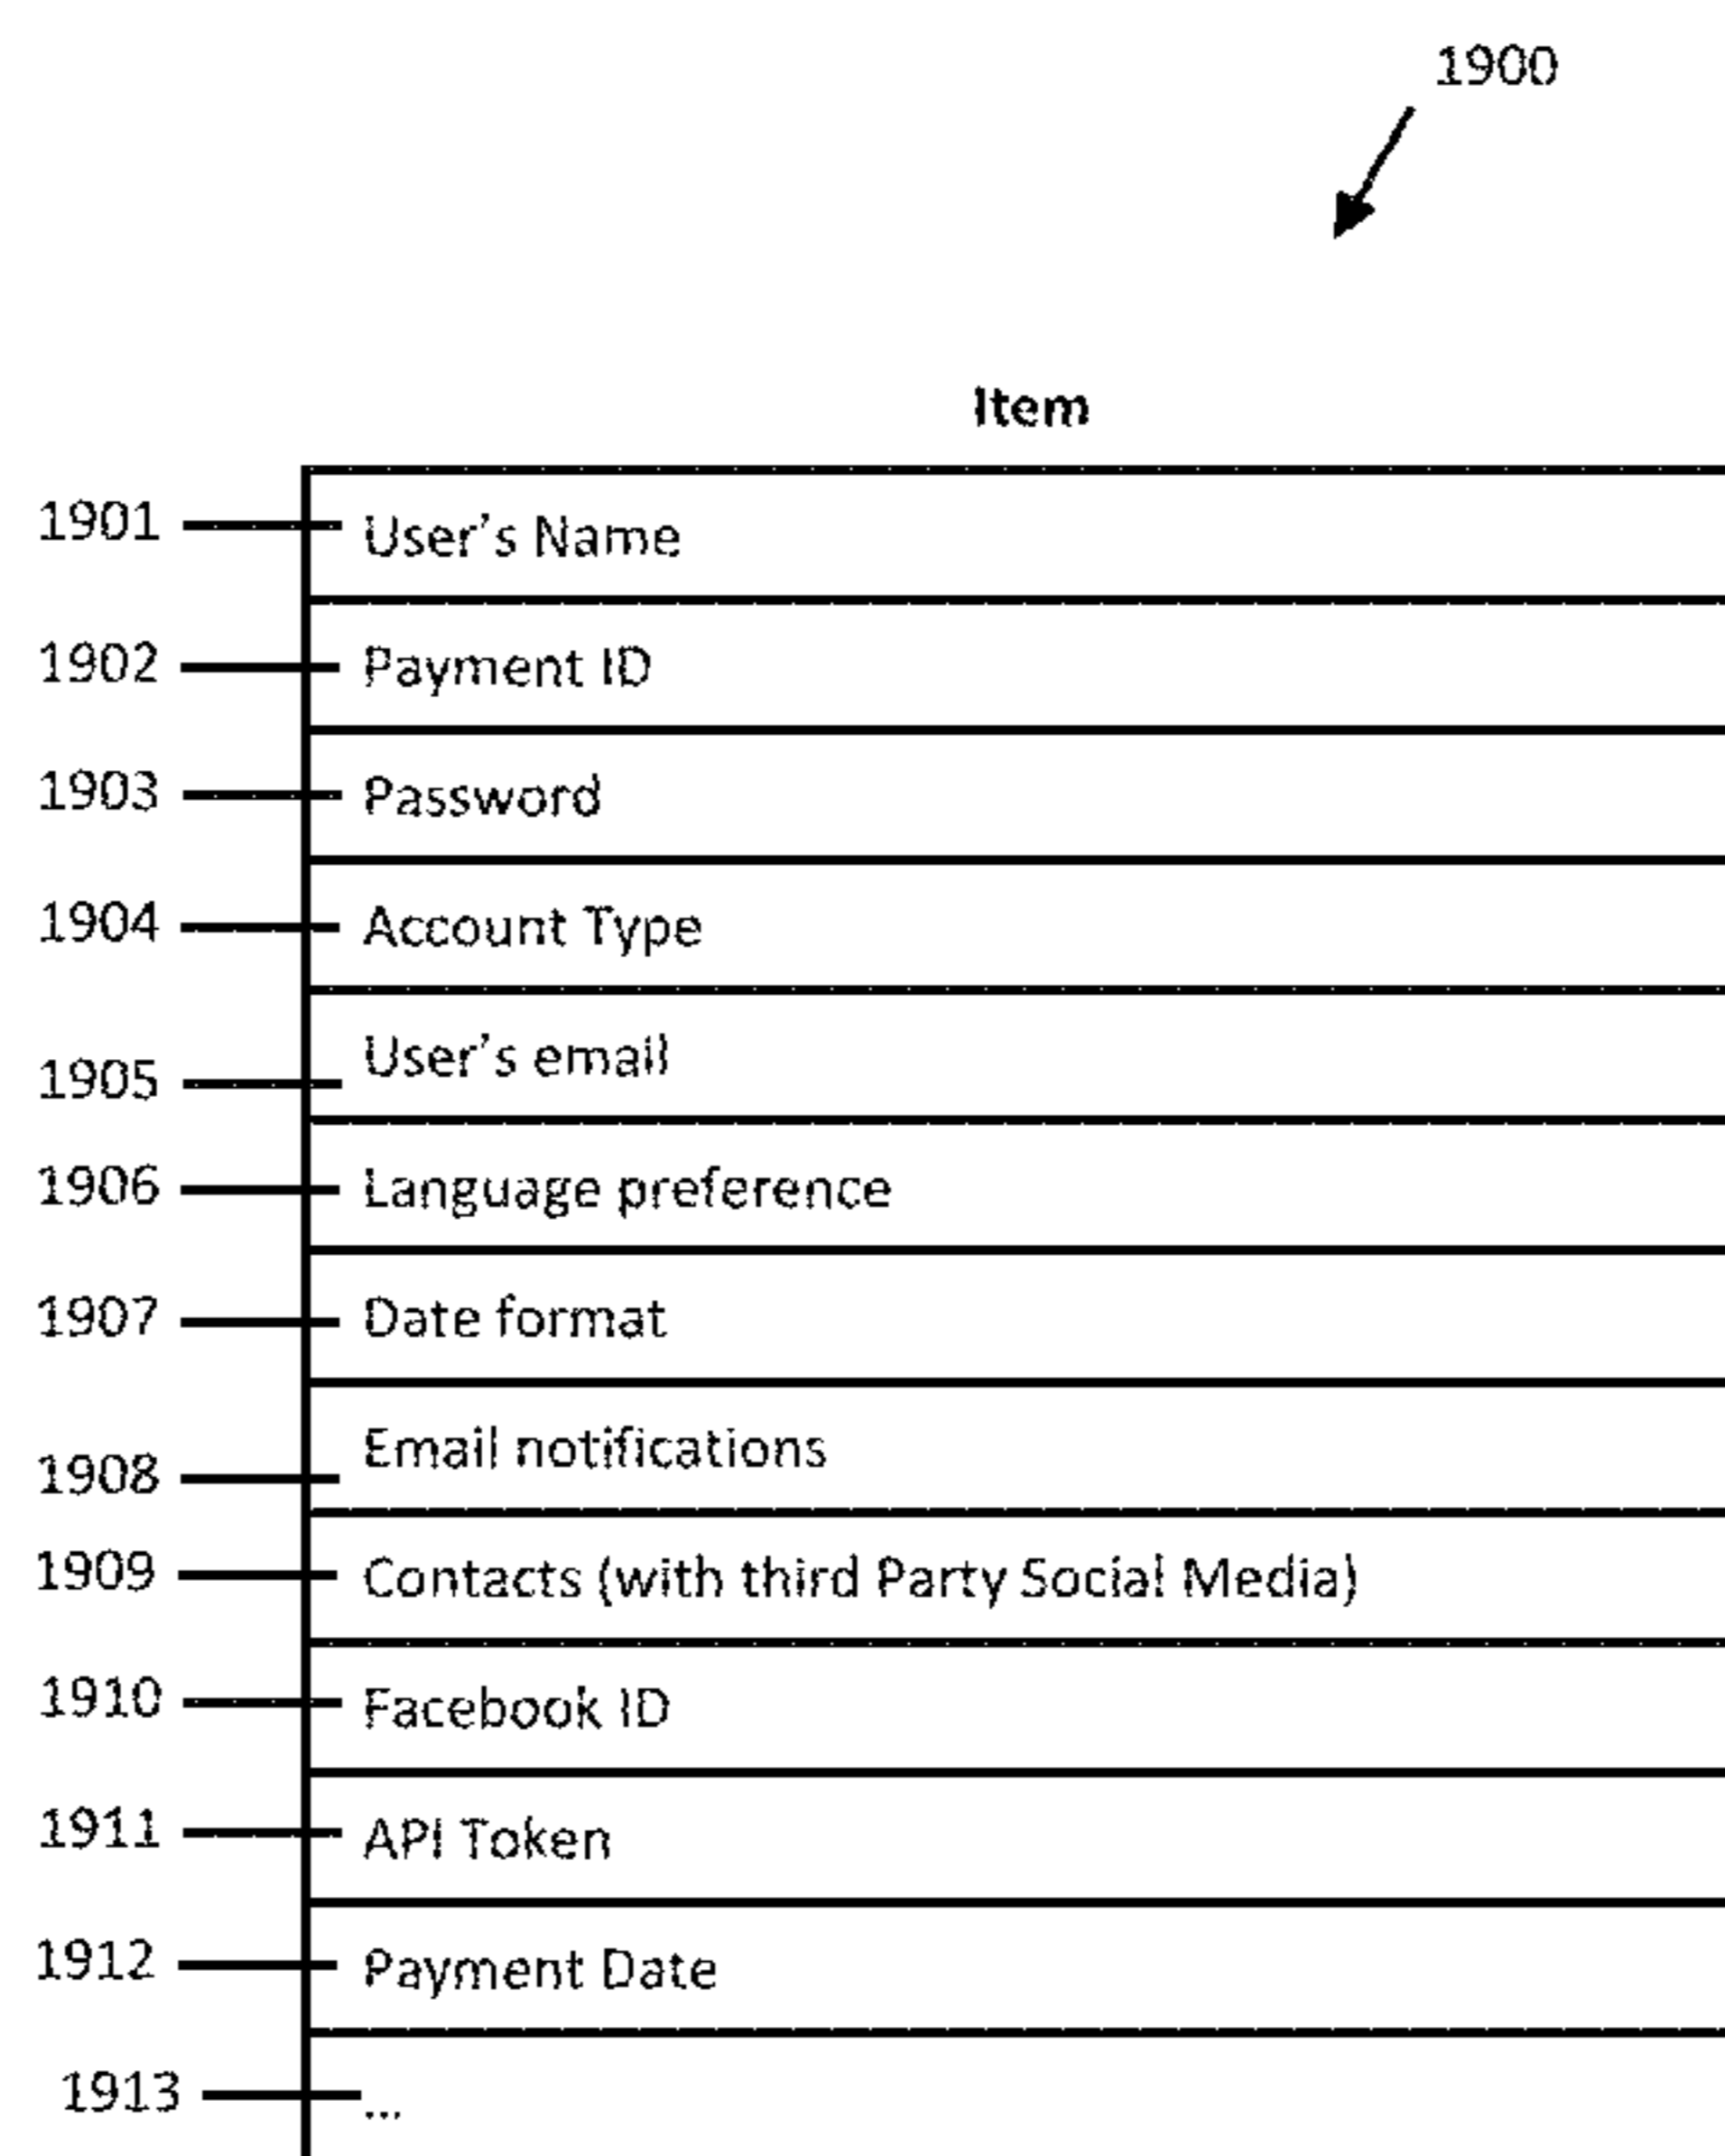 1900
Item
1901 User's Name
1902 Payment ID
1903 Password
1904 Account Type
1905 User's email
1906 Language preference
1907 Date format
1908 Email notifications
1909 Contacts (with third Party Social Media)
1910 Facebook ID
1911 API Token
1912 Payment Date
1913 ...